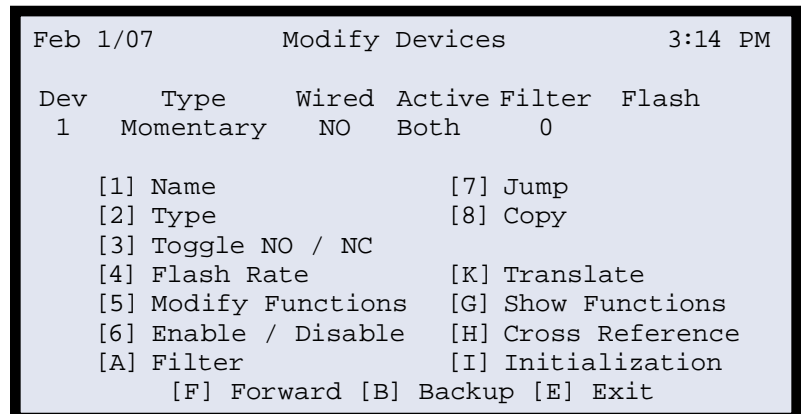 Feb 1/07 Modify Devices 3:14 PM
Dev Type Wired Active Filter Flash
1 Momentary NO Both 0
[1] Name [7] Jump
[2] Type [8] Copy
[3] Toggle NO / NC
[4] Flash Rate [K] Translate
[5] Modify Functions [G] Show Functions
[6] Enable / Disable [H] Cross Reference
[A] Filter [I] Initialization
[F] Forward [B] Backup [E] Exit